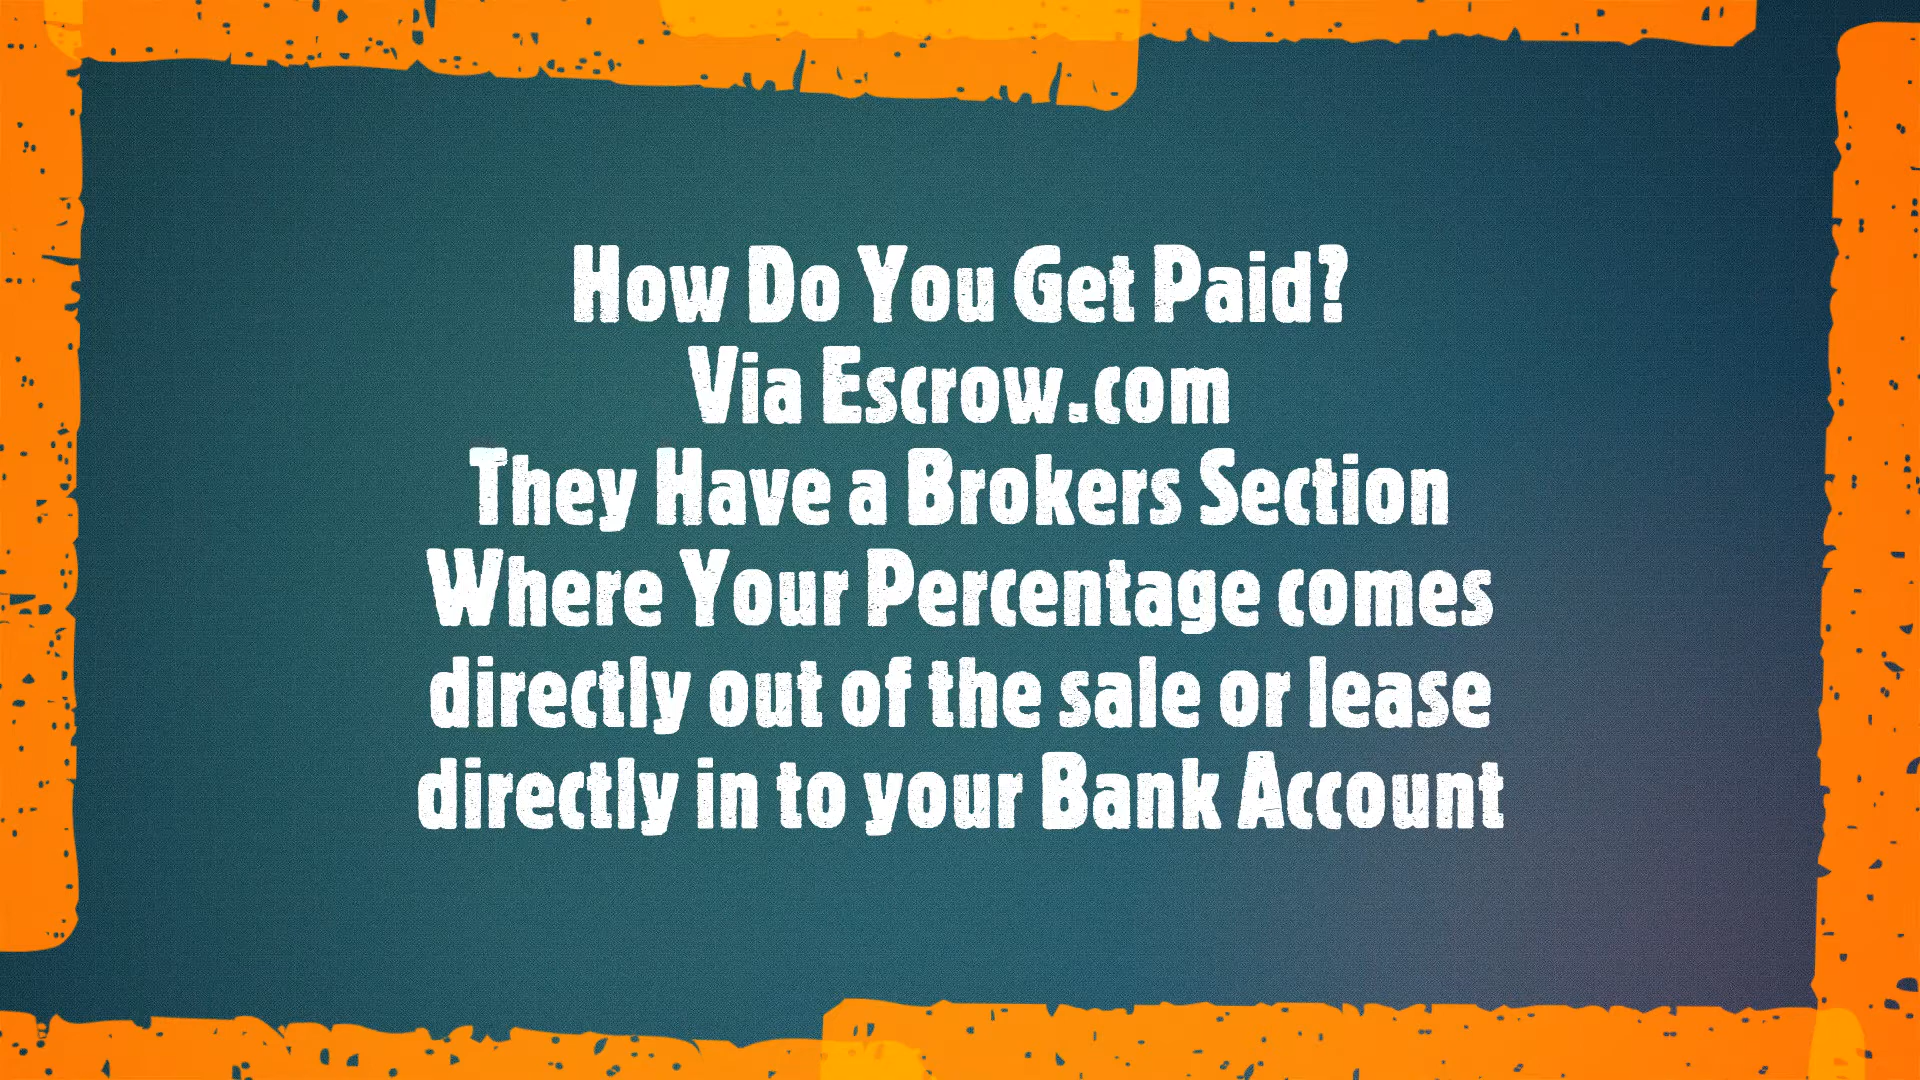 How Do You Get Paid?
Via Escrow.com
They Have a Brokers Section
Where Your Percentage comes
directly out of the sale or lease
directly in to your Bank Account